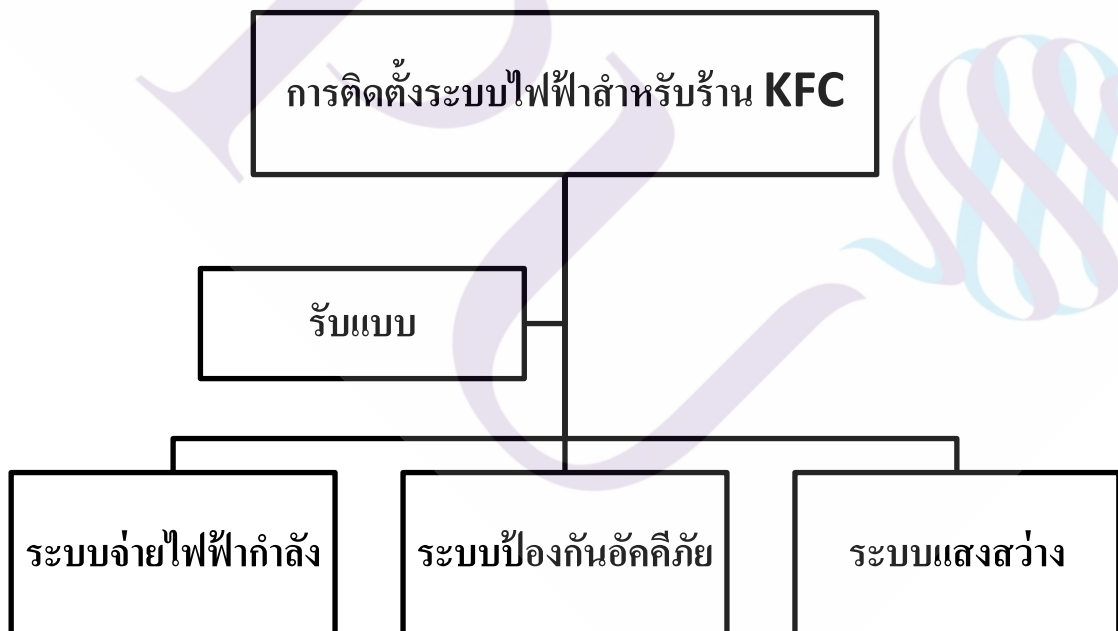 การติดตั้งระบบไฟฟ้าสำหรับร้าน KFC
รับแบบ
ระบบจ่ายไฟฟ้ากำลัง
ระบบป้องกันอัคคีภัย
ระบบแสงสว่าง